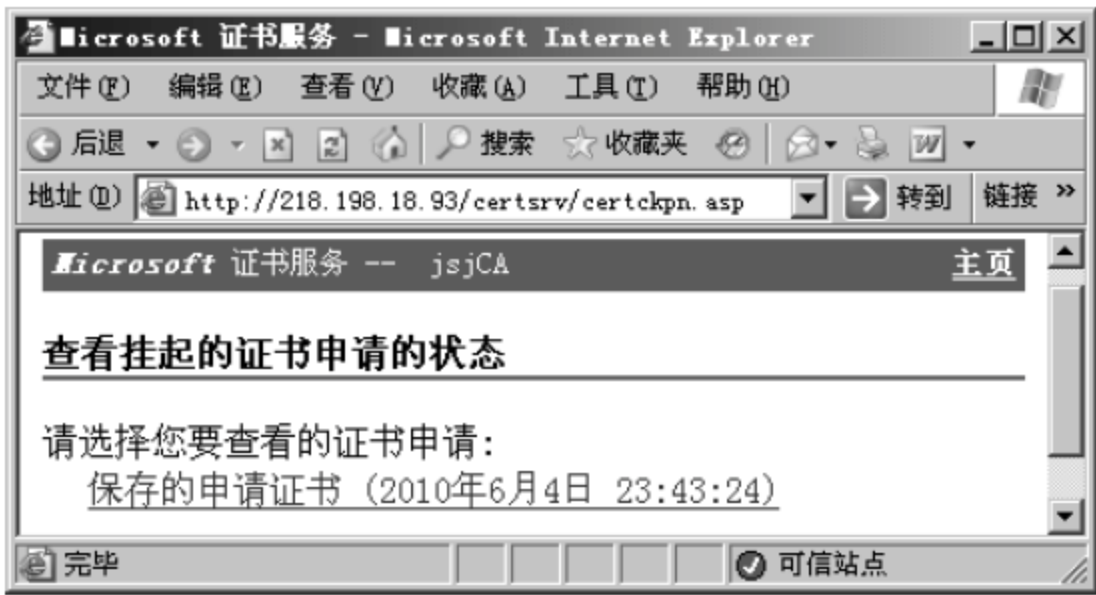 Microsoft 证书服务 - Microsoft Internet Explorer
文件(F) 编辑(E) 查看(V) 收藏(A) 工具(T) 帮助(H)
后退 搜索 收藏夹
地址(D) http://218.198.18.93/certsrv/certckpn.asp 转到 链接 »
Microsoft 证书服务 -- jsjCA 主页
查看挂起的证书申请的状态
请选择您要查看的证书申请:
保存的申请证书 (2010年6月4日 23:43:24)
完毕 可信站点